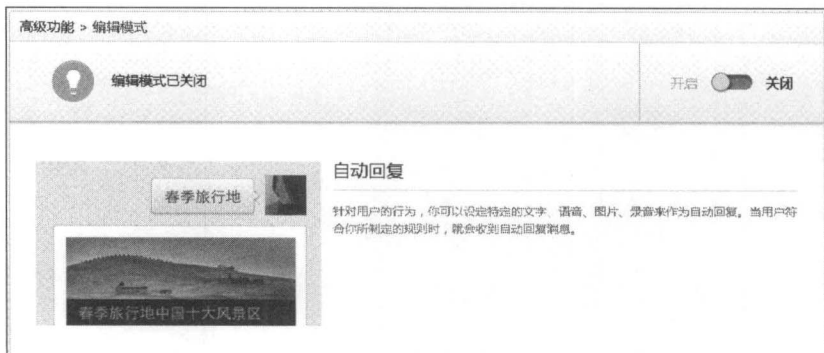 高级功能 > 编辑模式
编辑模式已关闭
开启 关闭
自动回复
春季旅行地
针对用户的行为，你可以设定特定的文字、语音、图片、录音来作为自动回复。当用户符
合你所制定的规则时，就会收到自动回复消息。
春季旅行地中国十大风景区